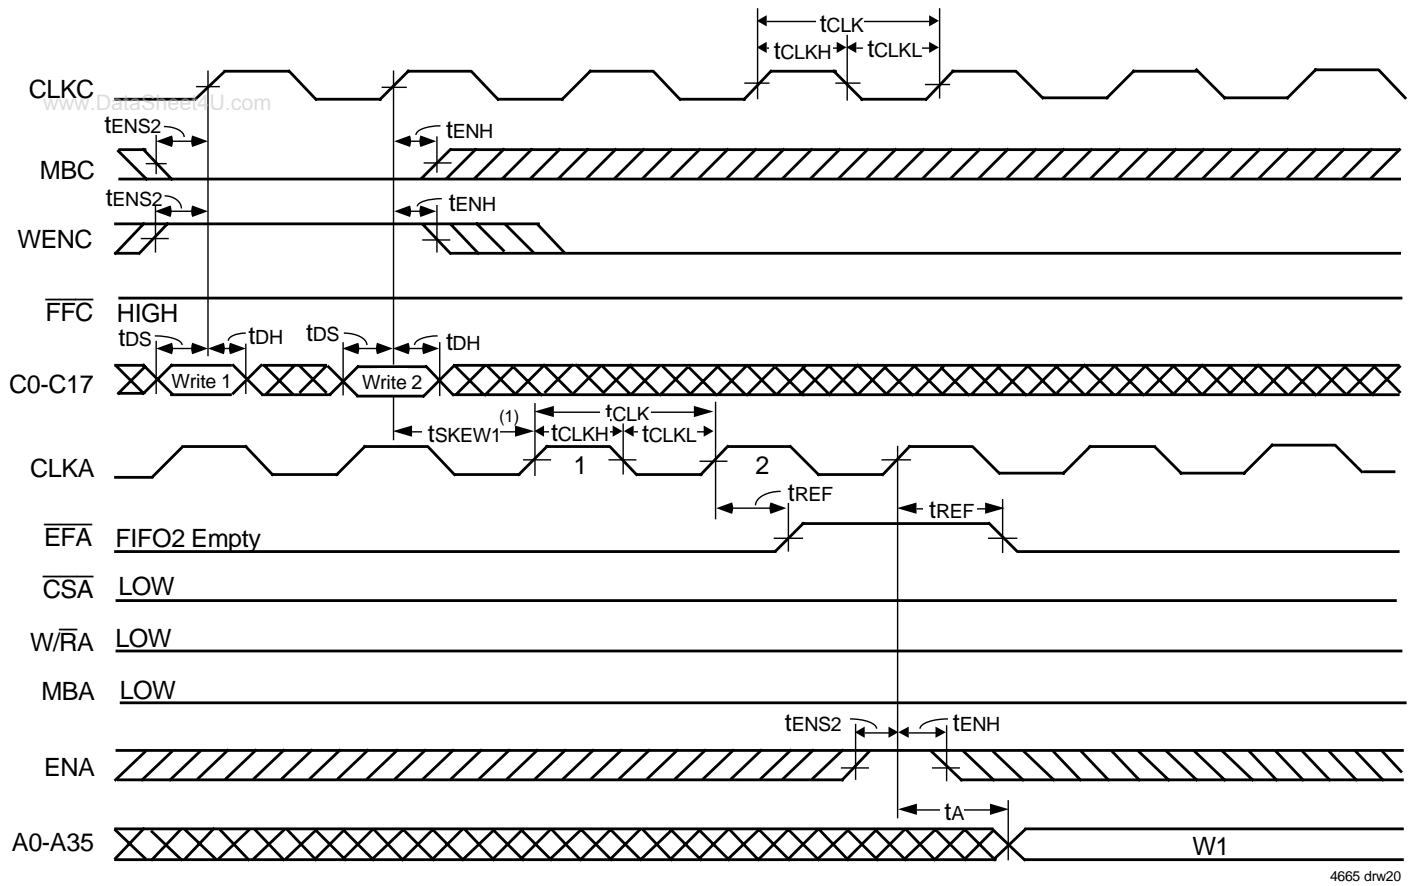 tCLK
tCLKH tCLKL
CLKC
www.DataSheet4U.com
tENS2 tENH
MBC
tENS2 tENH
WENC
FFC HIGH
tDS tDH tDS tDH
C0-C17 Write 1 Write 2
tSKEW1(1) tCLK
tCLKH tCLKL
CLKA 1 2
tREF
tREF
EFA FIFO2 Empty
CSA LOW
W/RA LOW
MBA LOW
tENS2 tENH
ENA
tA
A0-A35 W1
4665 drw20